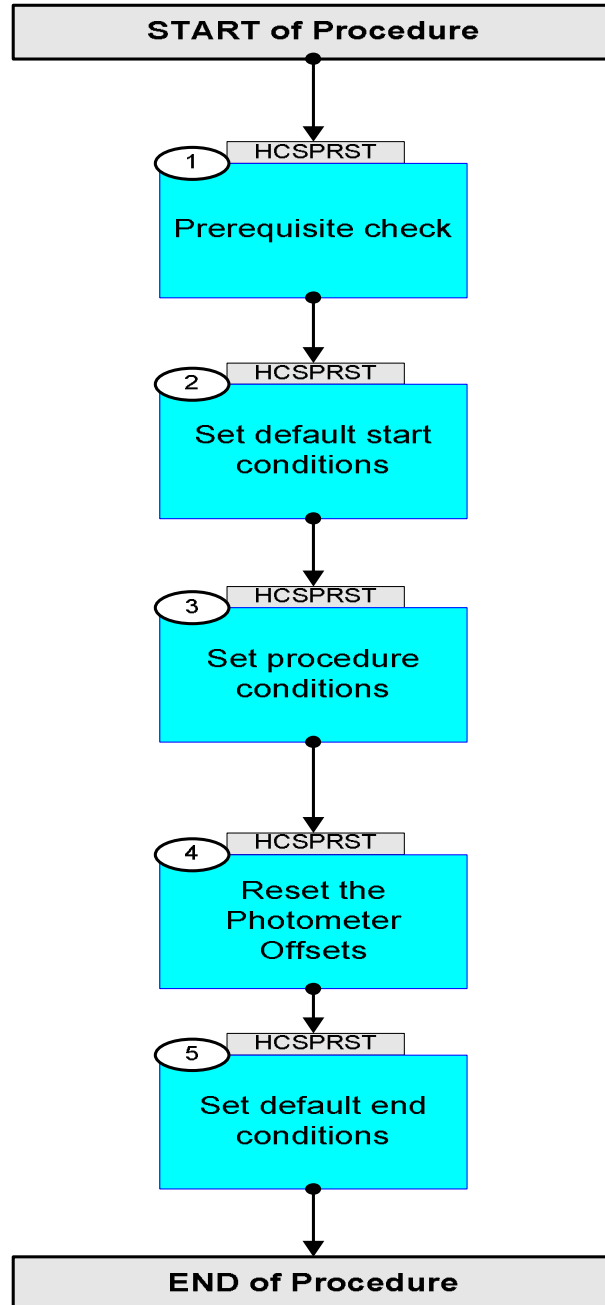 START of Procedure
HCSPRST
1
Prerequisite check
HCSPRST
2
Set default start
conditions
HCSPRST
3
Set procedure
conditions
HCSPRST
4
Reset the
Photometer
Offsets
HCSPRST
5
Set default end
conditions
END of Procedure